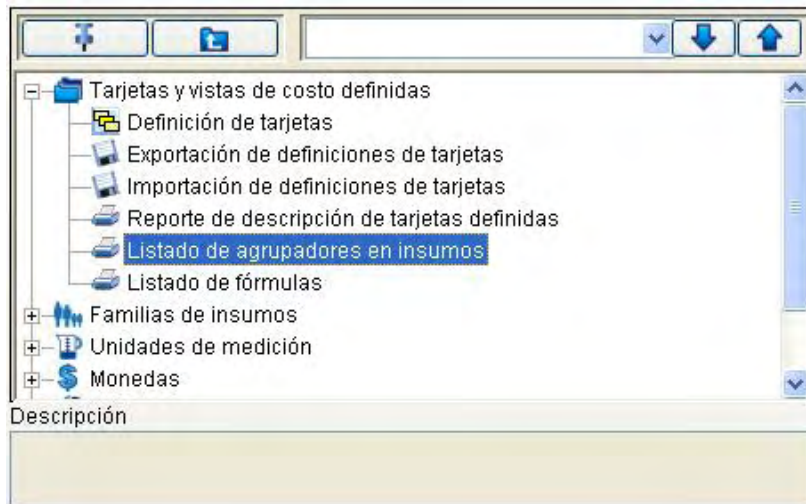 Tarjetas y vistas de costo definidas
Definición de tarjetas
Exportación de definiciones de tarjetas
Importación de definiciones de tarjetas
Reporte de descripción de tarjetas definidas
Listado de agrupadores en insumos
Listado de fórmulas
Familias de insumos
Unidades de medición
Monedas
Descripción